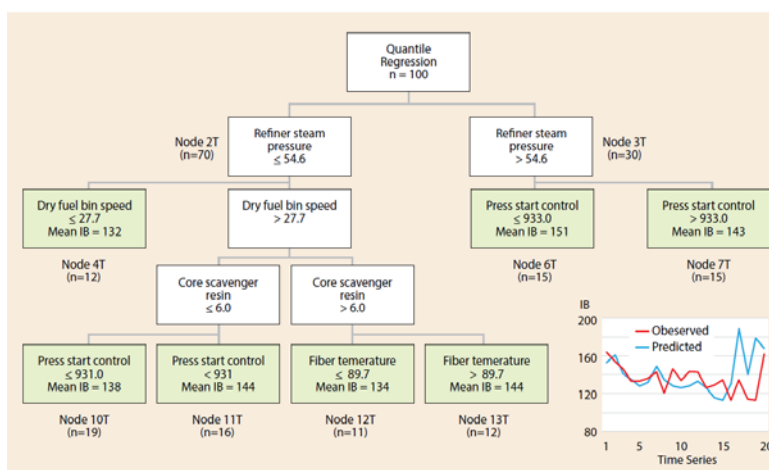 Quantile
Regression
n = 100
Node 2T
(n=70)
Refiner steam
pressure
≤ 54.6
Refiner steam
pressure
> 54.6
Node 3T
(n=30)
Dry fuel bin speed
≤ 27.7
Mean IB = 132
Dry fuel bin speed
> 27.7
Press start control
≤ 933.0
Mean IB = 151
Press start control
> 933.0
Mean IB = 143
Node 4T
(n=12)
Node 6T
(n=15)
Node 7T
(n=15)
Core scavenger
resin
≤ 6.0
Core scavenger
resin
> 6.0
Press start control
≤ 931.0
Mean IB = 138
Press start control
< 931
Mean IB = 144
Fiber temerature
≤ 89.7
Mean IB = 134
Fiber temerature
> 89.7
Mean IB = 144
Node 10T
(n=19)
Node 11T
(n=16)
Node 12T
(n=11)
Node 13T
(n=12)
IB
200
160
120
80
Obeserved
Predicted
1 5 10 15 20
Time Series